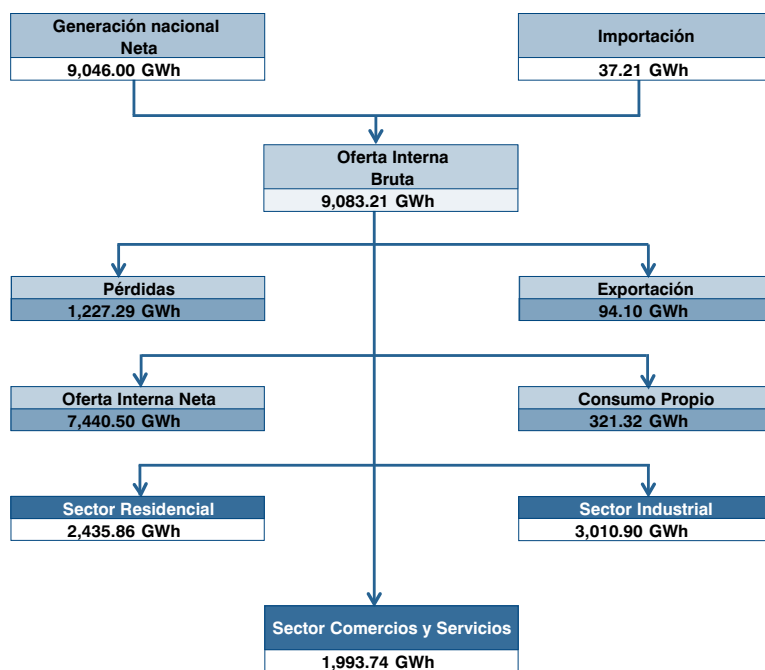 Generación nacional
Neta
9,046.00 GWh
Importación
37.21 GWh
Oferta Interna
Bruta
9,083.21 GWh
Pérdidas
1,227.29 GWh
Exportación
94.10 GWh
Oferta Interna Neta
7,440.50 GWh
Consumo Propio
321.32 GWh
Sector Residencial
2,435.86 GWh
Sector Industrial
3,010.90 GWh
Sector Comercios y Servicios
1,993.74 GWh